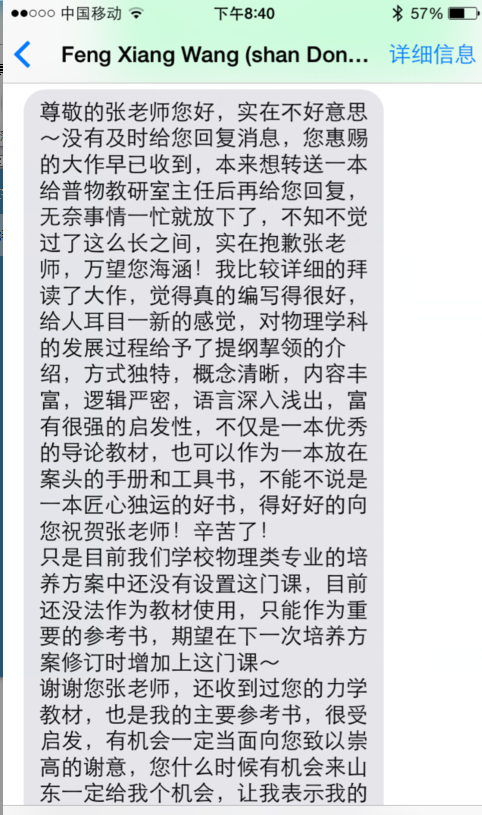 中国移动 下午8:40 57%
Feng Xiang Wang (shan Don... 详细信息
尊敬的张老师您好，实在不好意思
～没有及时给您回复消息，您惠赐
的大作早已收到，本来想转送一本
给普物教研室主任后再给您回复，
无奈事情一忙就放下了，不知不觉
过了这么长之间，实在抱歉张老
师，万望您海涵！我比较详细的拜
读了大作，觉得真的编写得很好，
给人耳目一新的感觉，对物理学科
的发展过程给予了提纲挈领的介
绍，方式独特，概念清晰，内容丰
富，逻辑严密，语言深入浅出，富
有很强的启发性，不仅是一本优秀
的导论教材，也可以作为一本放在
案头的手册和工具书，不能不说是
一本匠心独运的好书，得好好的向
您祝贺张老师！辛苦了！
只是目前我们学校物理类专业的培
养方案中还没有设置这门课，目前
还没法作为教材使用，只能作为重
要的参考书，期望在下一次培养方
案修订时增加上这门课～
谢谢您张老师，还收到过您的力学
教材，也是我的主要参考书，很受
启发，有机会一定当面向您致以崇
高的谢意，您什么时候有机会来山
东一定给我个机会，让我表示我的